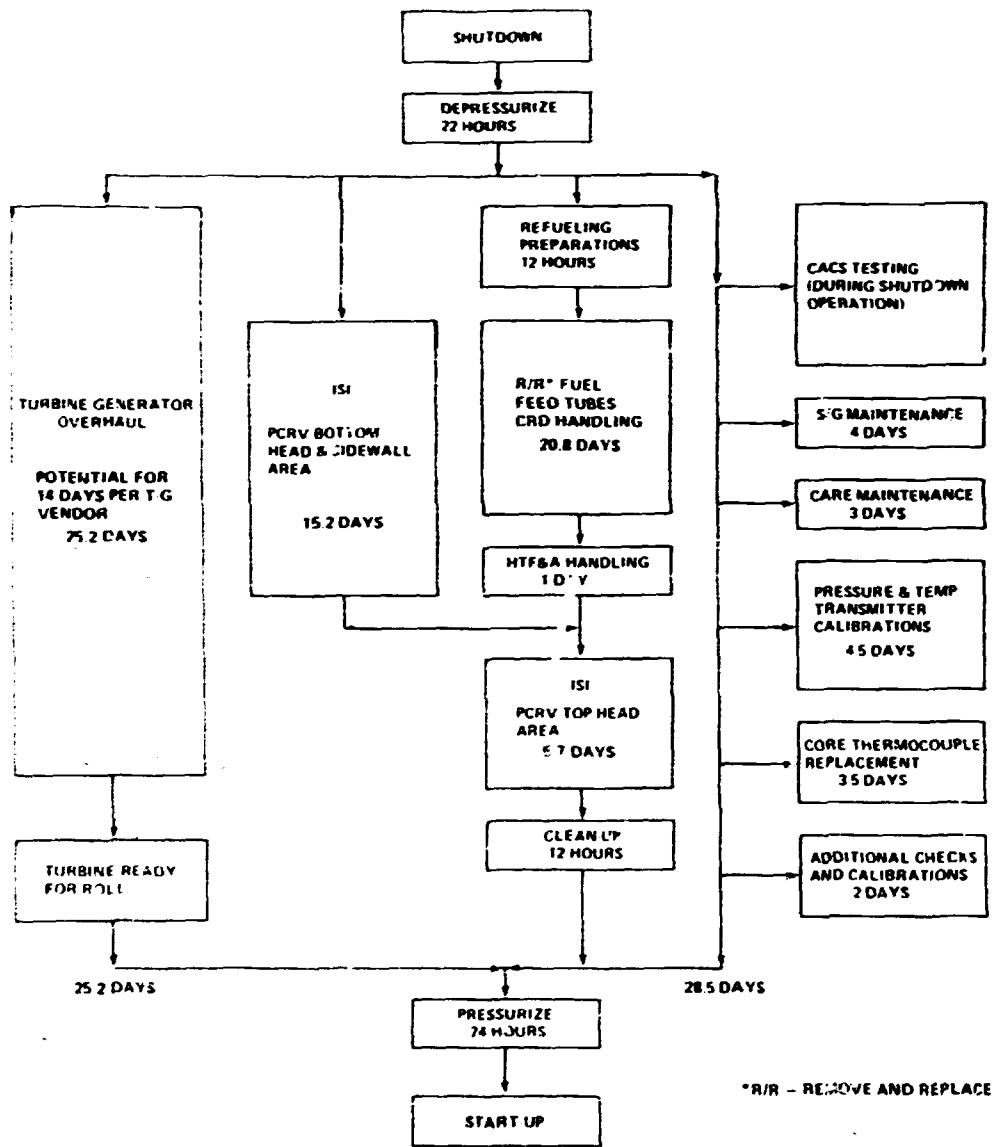 SHUTDOWN
DEPRESSURIZE
22 HOURS
REFUELING
PREPARATIONS
12 HOURS
CACS TESTING
(DURING SHUTDOWN
OPERATION)
TURBINE GENERATOR
OVERHAUL
POTENTIAL FOR
14 DAYS PER T-G
VENDOR
25.2 DAYS
ISI
PCRV BOTTOM
HEAD & SIDEWALL
AREA
15.2 DAYS
R/R* FUEL
FEED TUBES
CRD HANDLING
20.8 DAYS
S/G MAINTENANCE
4 DAYS
CARE MAINTENANCE
3 DAYS
HTF&A HANDLING
1 DAY
PRESSURE & TEMP
TRANSMITTER
CALIBRATIONS
4.5 DAYS
ISI
PCRV TOP HEAD
AREA
5.7 DAYS
CORE THERMOCOUPLE
REPLACEMENT
3.5 DAYS
CLEAN-UP
12 HOURS
TURBINE READY
FOR ROLL
ADDITIONAL CHECKS
AND CALIBRATIONS
2 DAYS
25.2 DAYS
28.5 DAYS
PRESSURIZE
24 HOURS
START UP
*R/R – REMOVE AND REPLACE